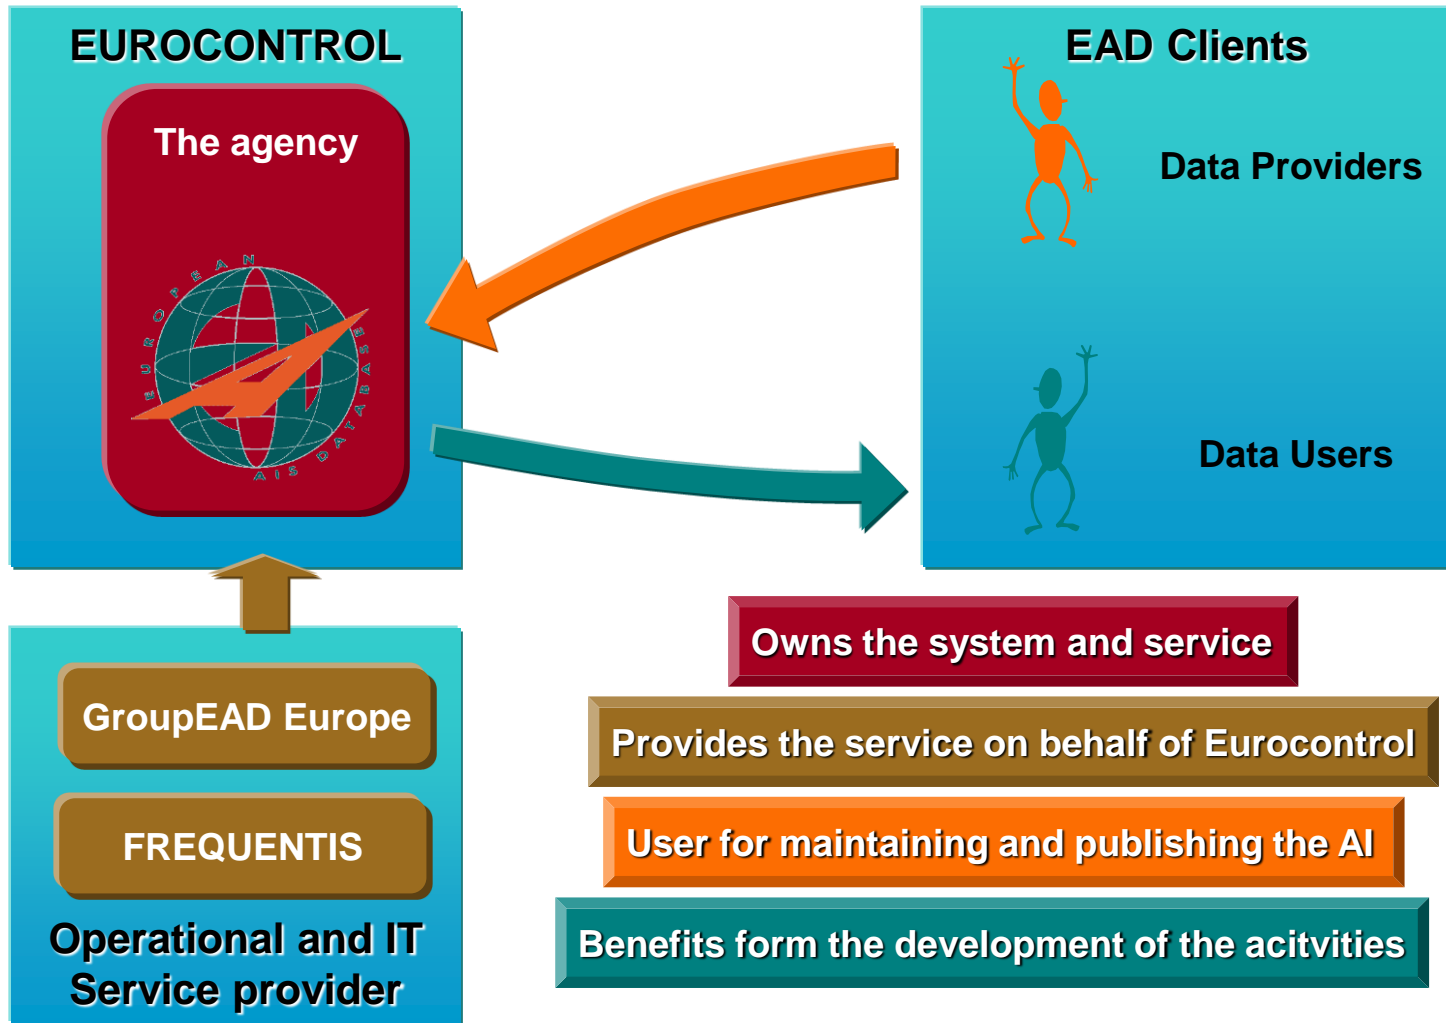 EUROCONTROL
The agency
EUROPEAN
AIS DATABASE
EAD Clients
Data Providers
Data Users
GroupEAD Europe
FREQUENTIS
Operational and IT
Service provider
Owns the system and service
Provides the service on behalf of Eurocontrol
User for maintaining and publishing the AI
Benefits form the development of the acitvities